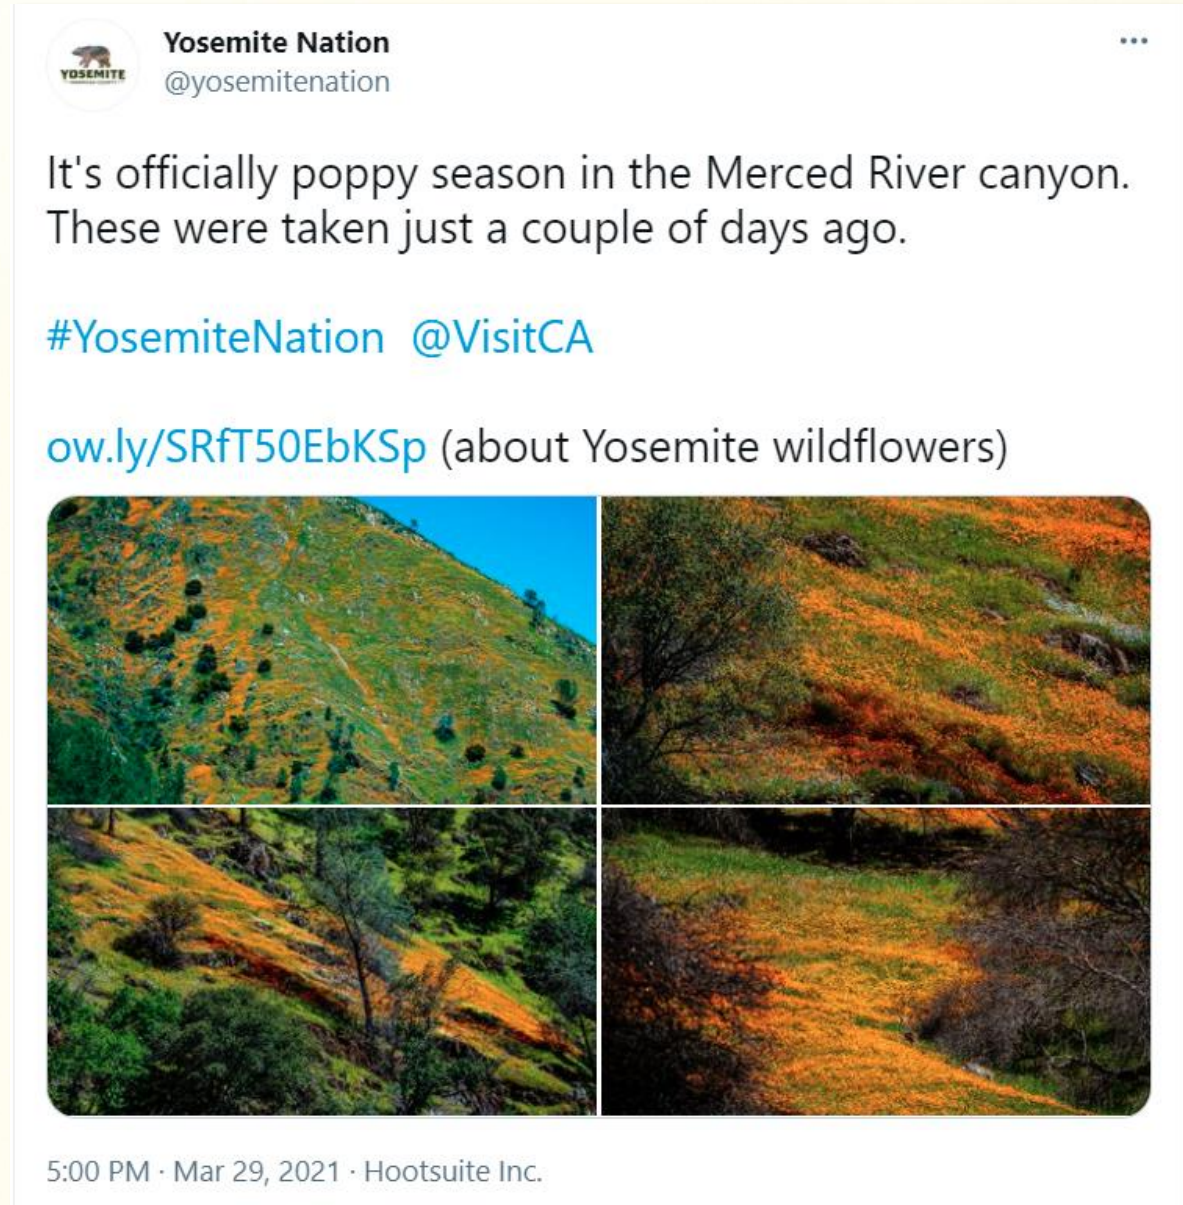 Yosemite Nation
YOSEMITE
@yosemitenation
It's officially poppy season in the Merced River canyon.
These were taken just a couple of days ago.
#YosemiteNation @VisitCA
ow.ly/SRfT50EbKSp (about Yosemite wildflowers)
5:00 PM · Mar 29, 2021 · Hootsuite Inc.